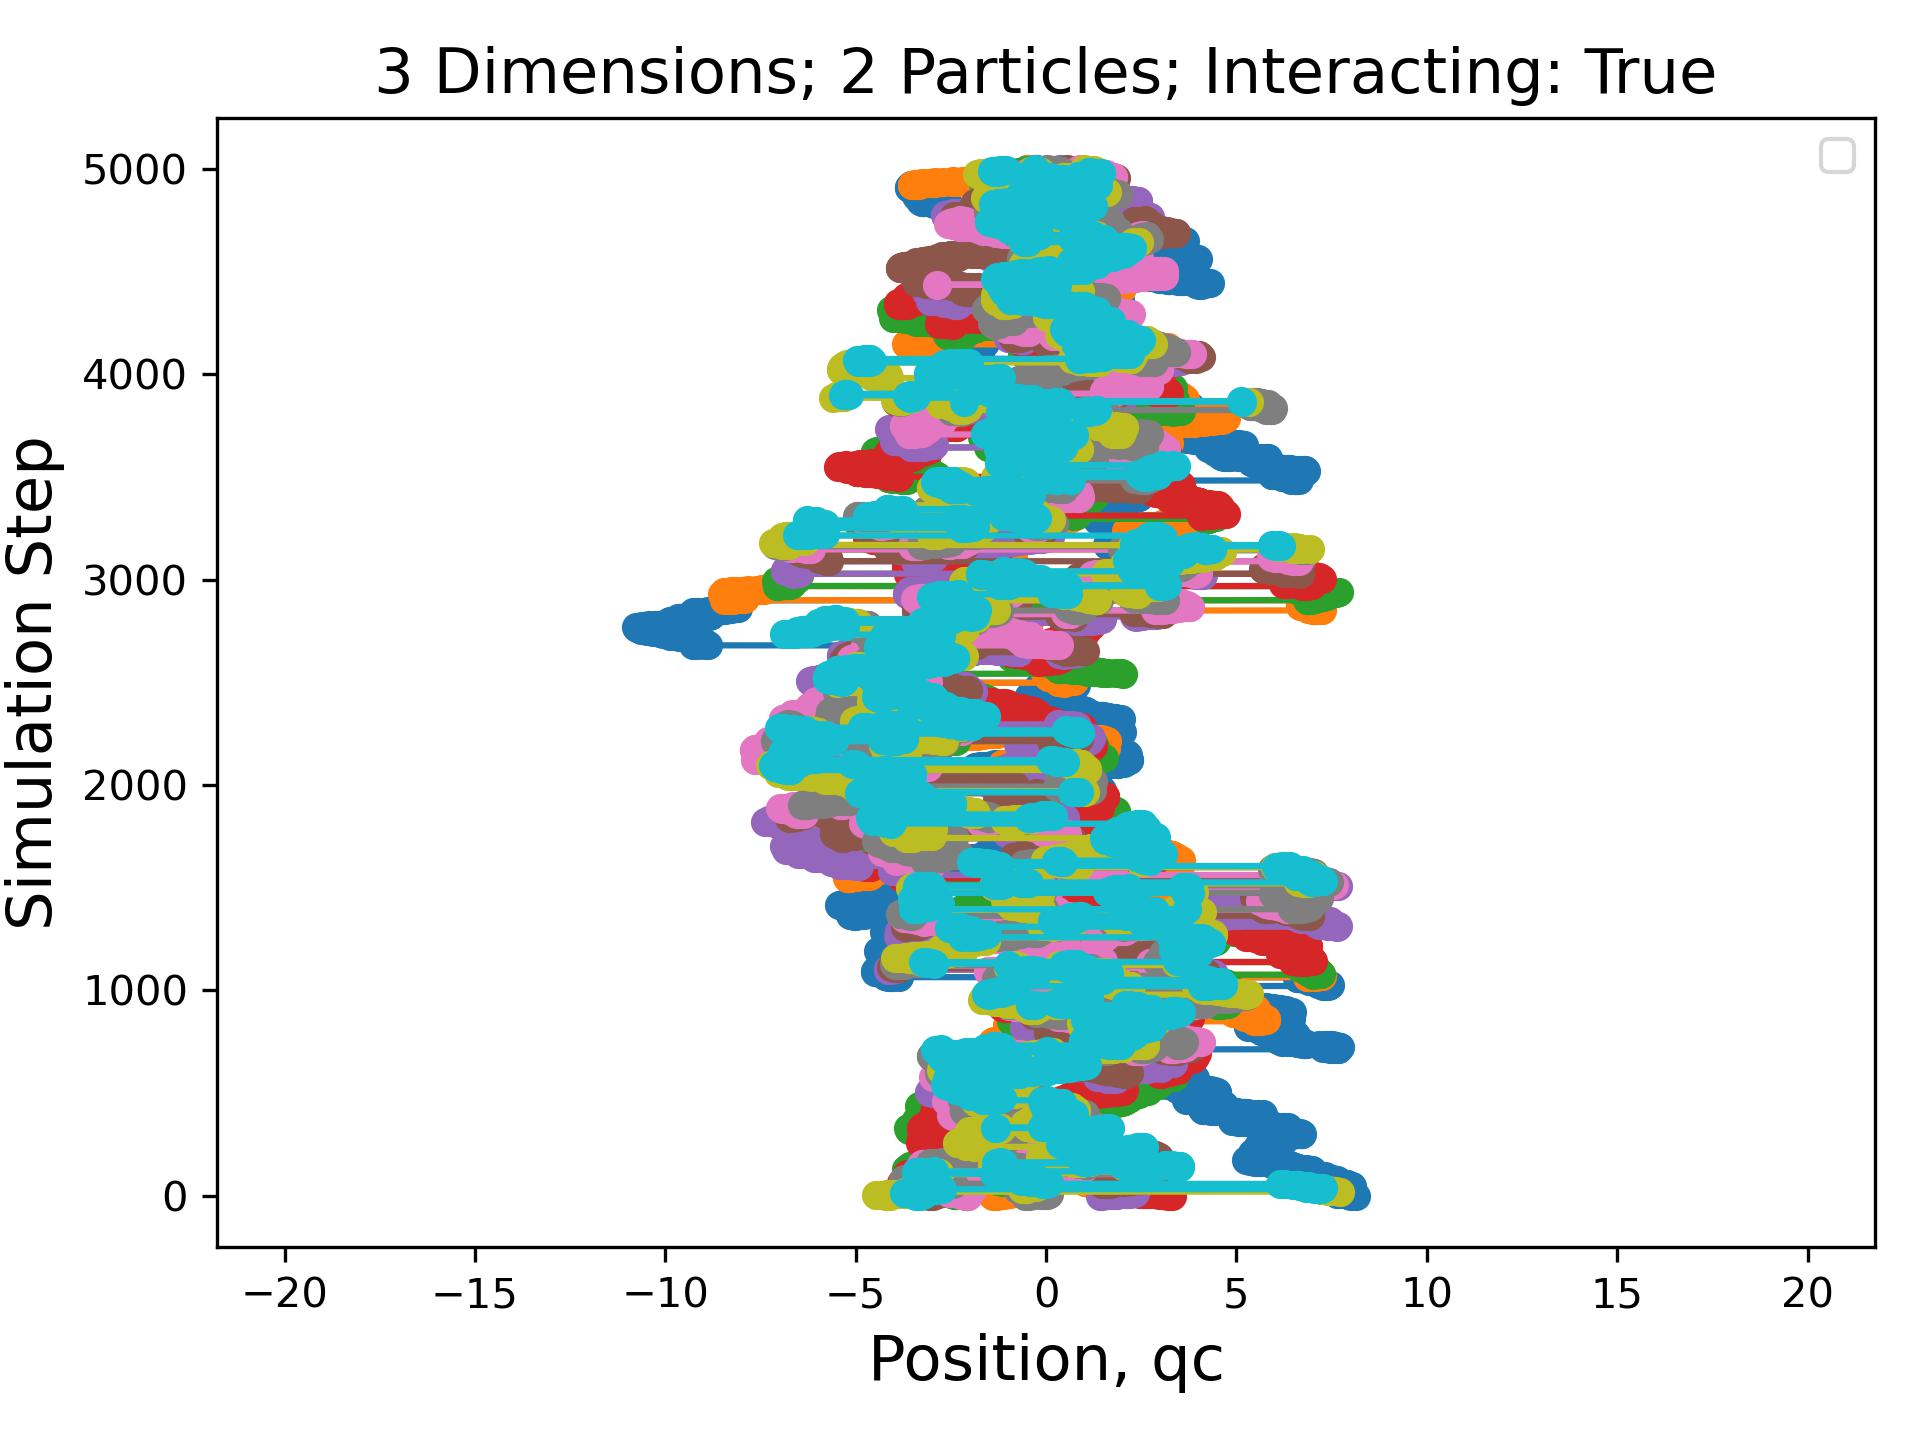 3 Dimensions; 2 Particles; Interacting: True
Simulation Step
5000
4000
3000
2000
1000
0
−20 −15 −10 −5 0 5 10 15 20
Position, qc